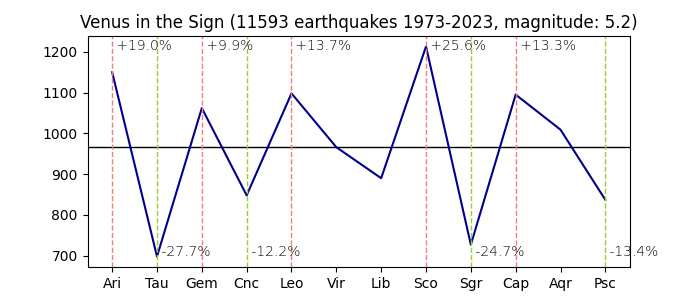 Venus in the Sign (11593 earthquakes 1973-2023, magnitude: 5.2)
1200
1100
1000
900
800
700
+19.0% +9.9% +13.7% +25.6% +13.3%
-27.7% -12.2% -24.7% -13.4%
Ari Tau Gem Cnc Leo Vir Lib Sco Sgr Cap Aqr Psc